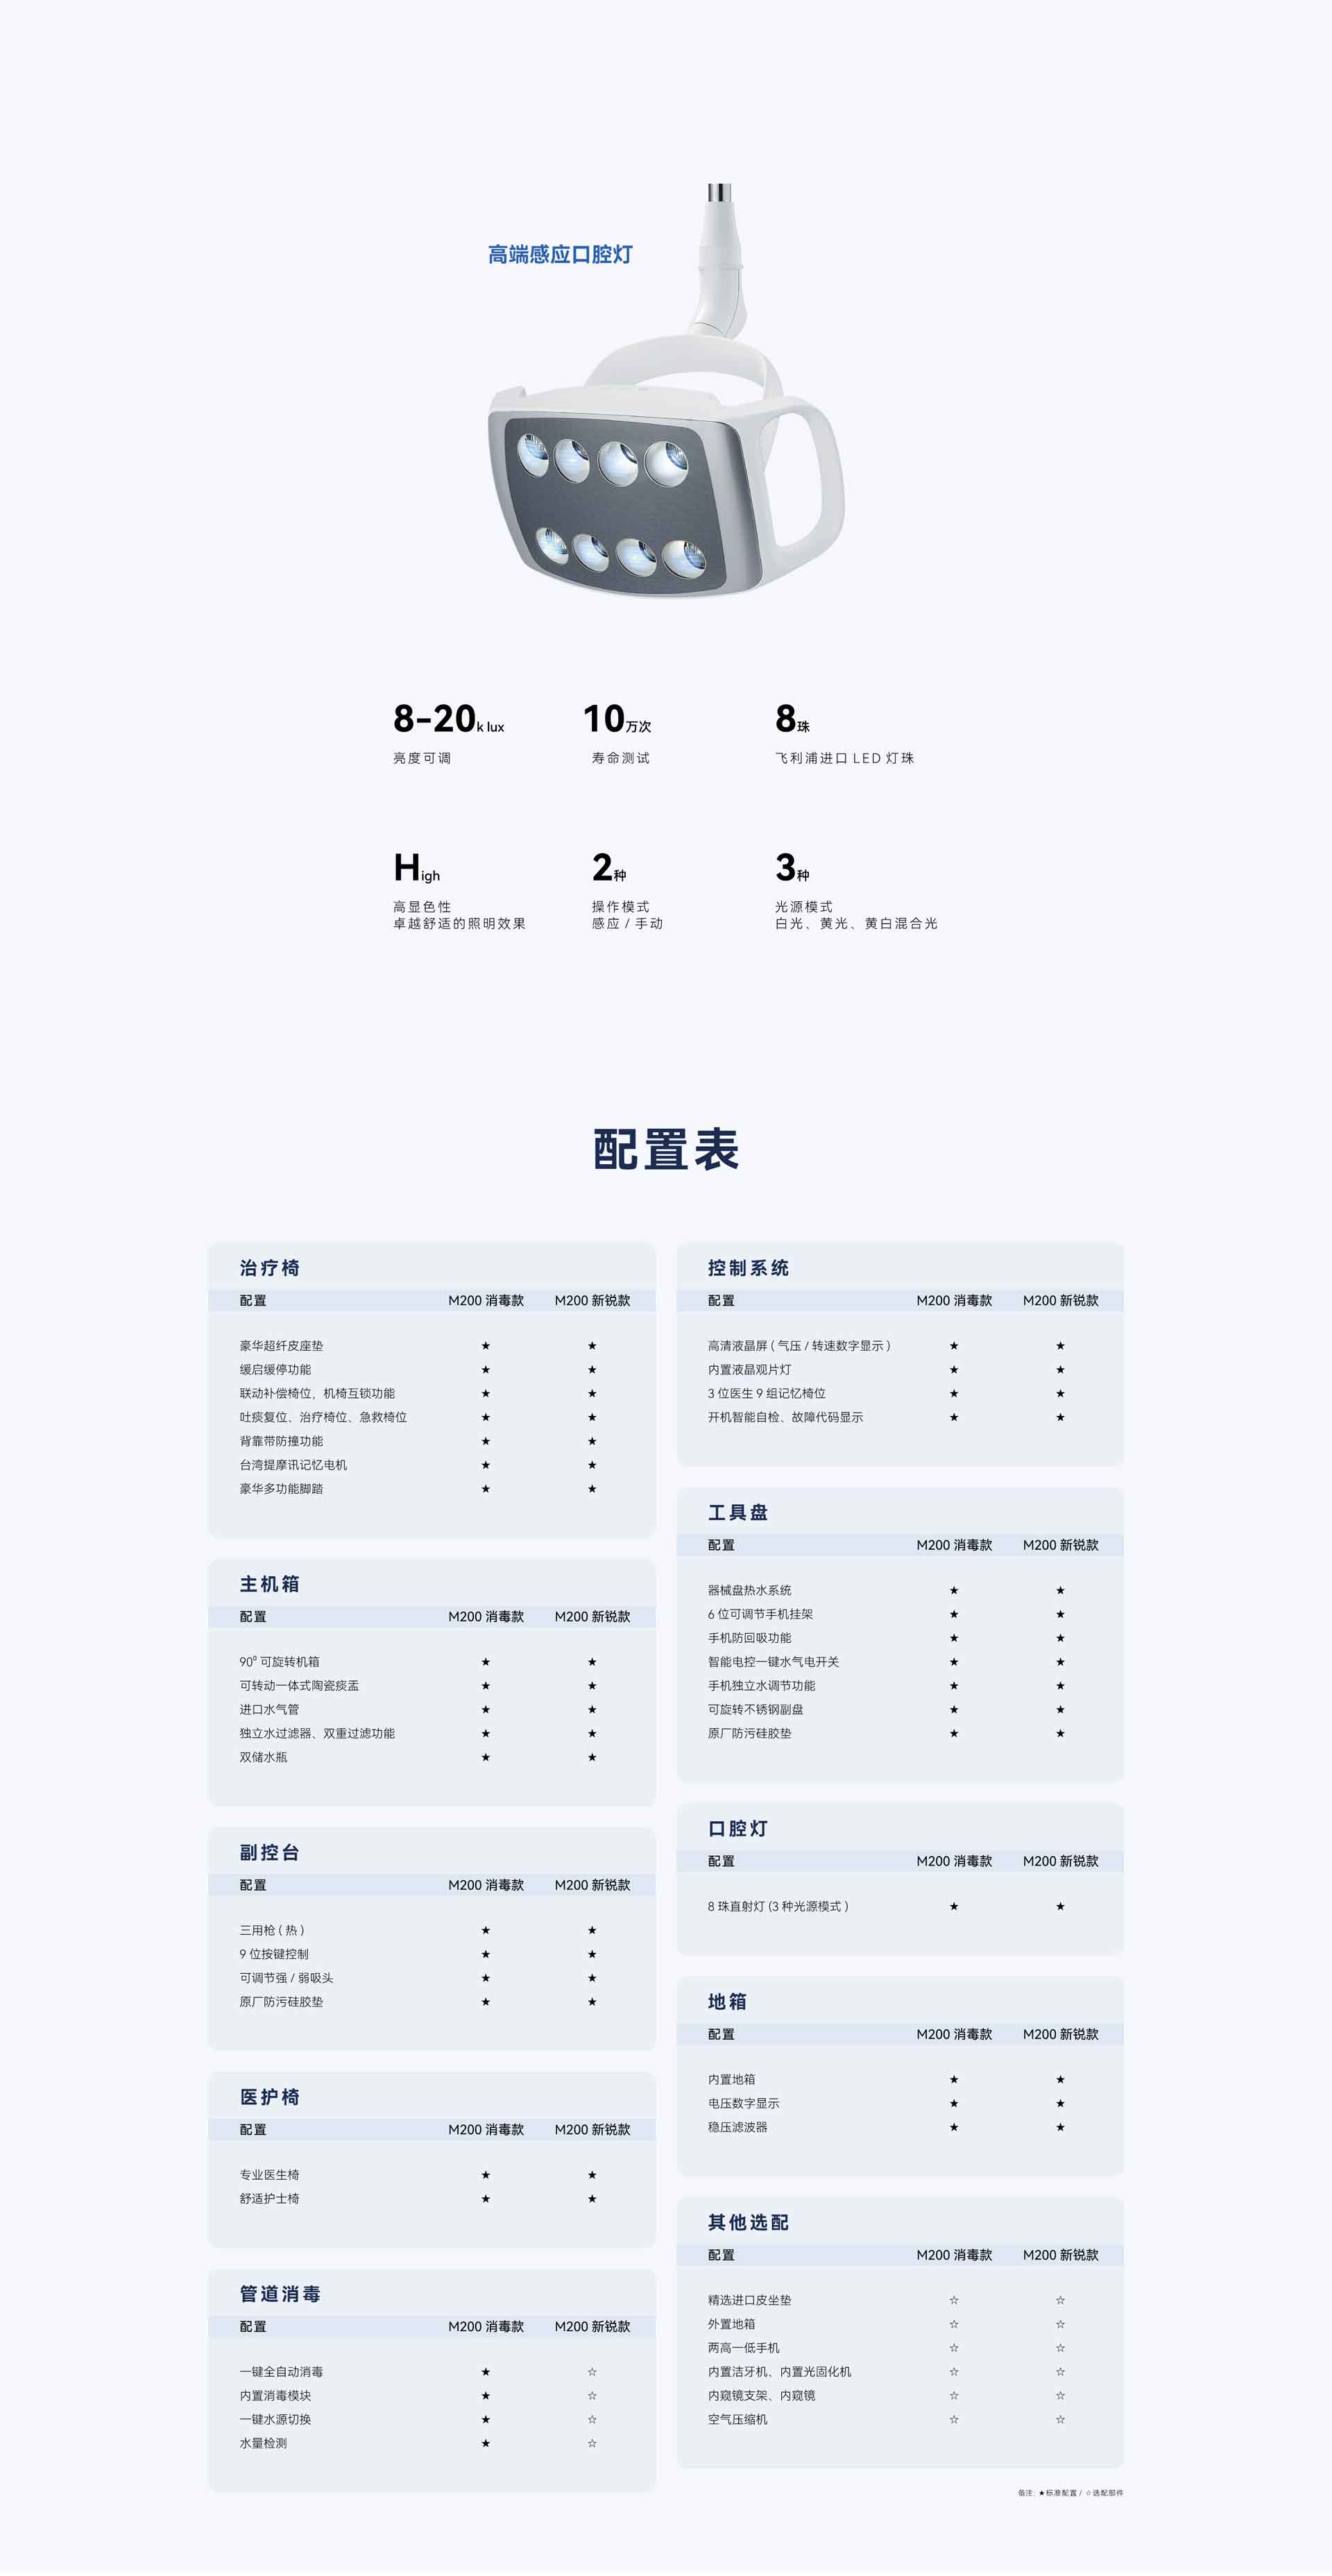 高端感应口腔灯
8-20k lux
亮度可调
10万次
寿命测试
8珠
飞利浦进口 LED 灯珠
High
高显色性
卓越舒适的照明效果
2种
操作模式
感应 / 手动
3种
光源模式
白光、黄光、黄白混合光
配置表
治疗椅
配置 M200 消毒款 M200 新锐款
豪华超纤皮座垫 ★ ★
缓启缓停功能 ★ ★
联动补偿椅位，机椅互锁功能 ★ ★
吐痰复位、治疗椅位、急救椅位 ★ ★
背靠带防撞功能 ★ ★
台湾提摩讯记忆电机 ★ ★
豪华多功能脚踏 ★ ★
主机箱
配置 M200 消毒款 M200 新锐款
90⁰ 可旋转机箱 ★ ★
可转动一体式陶瓷痰盂 ★ ★
进口水气管 ★ ★
独立水过滤器、双重过滤功能 ★ ★
双储水瓶 ★ ★
副控台
配置 M200 消毒款 M200 新锐款
三用枪 ( 热 ) ★ ★
9 位按键控制 ★ ★
可调节强 / 弱吸头 ★ ★
原厂防污硅胶垫 ★ ★
医护椅
配置 M200 消毒款 M200 新锐款
专业医生椅 ★ ★
舒适护士椅 ★ ★
管道消毒
配置 M200 消毒款 M200 新锐款
一键全自动消毒 ★ ☆
内置消毒模块 ★ ☆
一键水源切换 ★ ☆
水量检测 ★ ☆
控制系统
配置 M200 消毒款 M200 新锐款
高清液晶屏 ( 气压 / 转速数字显示 ) ★ ★
内置液晶观片灯 ★ ★
3 位医生 9 组记忆椅位 ★ ★
开机智能自检、故障代码显示 ★ ★
工具盘
配置 M200 消毒款 M200 新锐款
器械盘热水系统 ★ ★
6 位可调节手机挂架 ★ ★
手机防回吸功能 ★ ★
智能电控一键水气电开关 ★ ★
手机独立水调节功能 ★ ★
可旋转不锈钢副盘 ★ ★
原厂防污硅胶垫 ★ ★
口腔灯
配置 M200 消毒款 M200 新锐款
8 珠直射灯 (3 种光源模式 ) ★ ★
地箱
配置 M200 消毒款 M200 新锐款
内置地箱 ★ ★
电压数字显示 ★ ★
稳压滤波器 ★ ★
其他选配
配置 M200 消毒款 M200 新锐款
精选进口皮坐垫 ☆ ☆
外置地箱 ☆ ☆
两高一低手机 ☆ ☆
内置洁牙机、内置光固化机 ☆ ☆
内窥镜支架、内窥镜 ☆ ☆
空气压缩机 ☆ ☆
备注: ★标准配置 / ☆选配部件